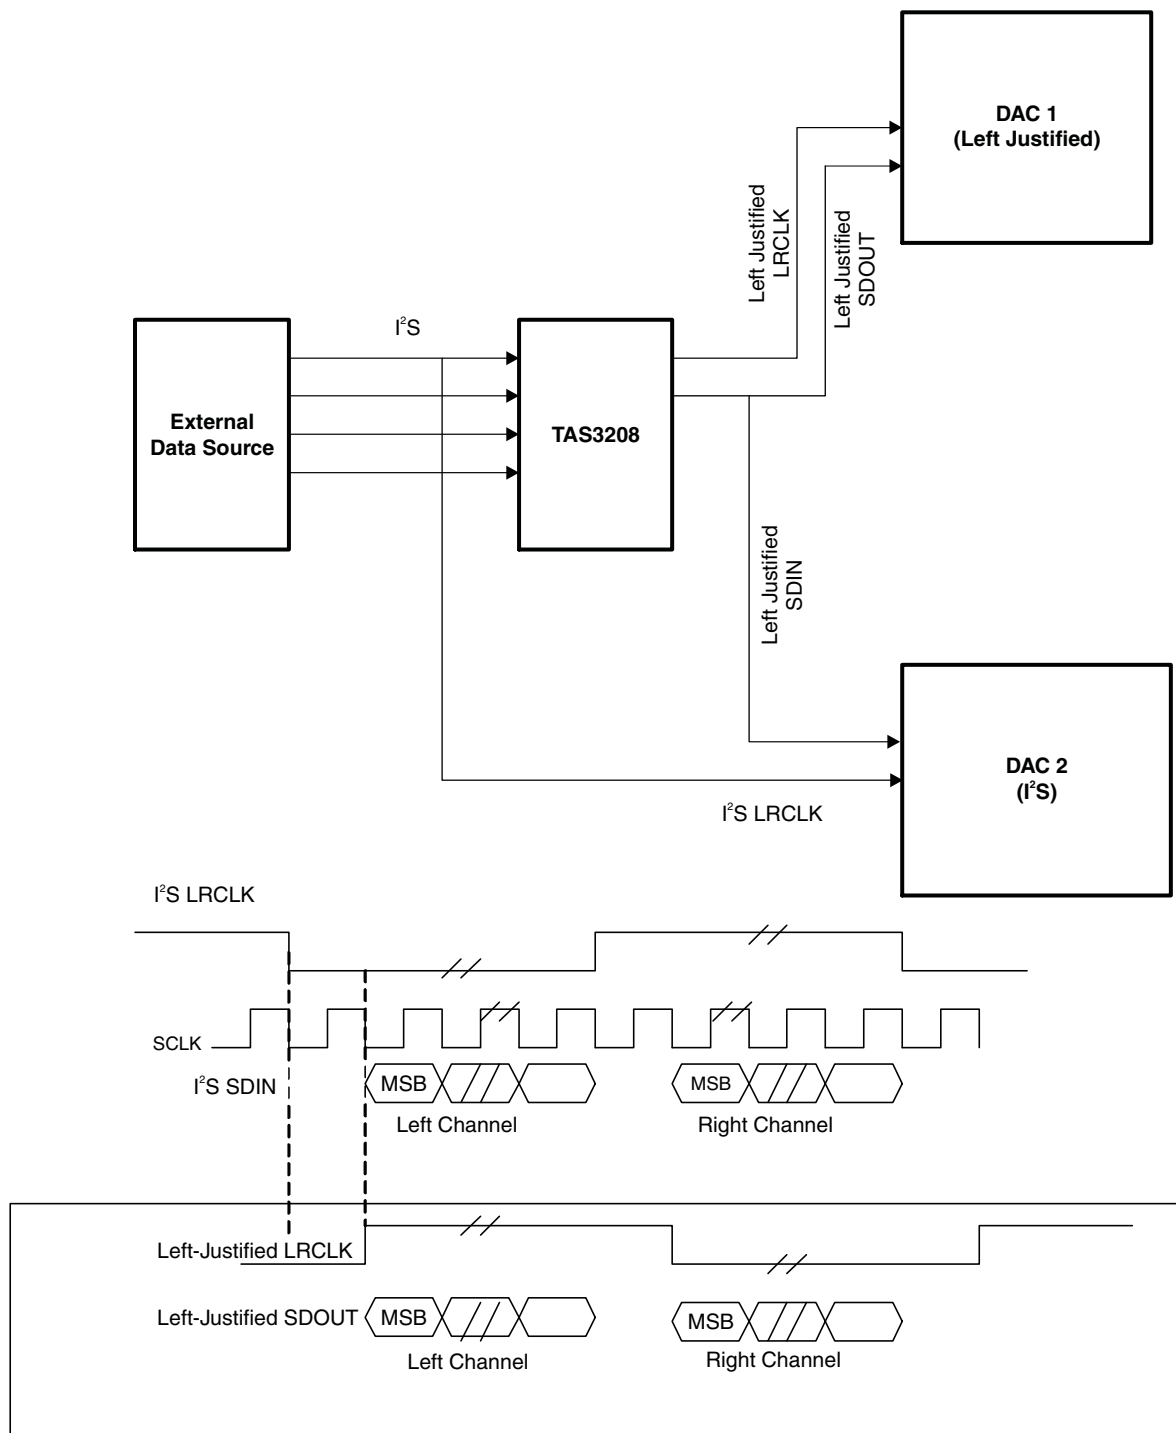 DAC 1
(Left Justified)
Left Justified
LRCLK
Left Justified
SDOUT
I²S
External
Data Source
TAS3208
Left Justified
SDIN
DAC 2
(I²S)
I²S LRCLK
I²S LRCLK
SCLK
I²S SDIN
MSB
MSB
Left Channel
Right Channel
Left-Justified LRCLK
Left-Justified SDOUT
MSB
MSB
Left Channel
Right Channel